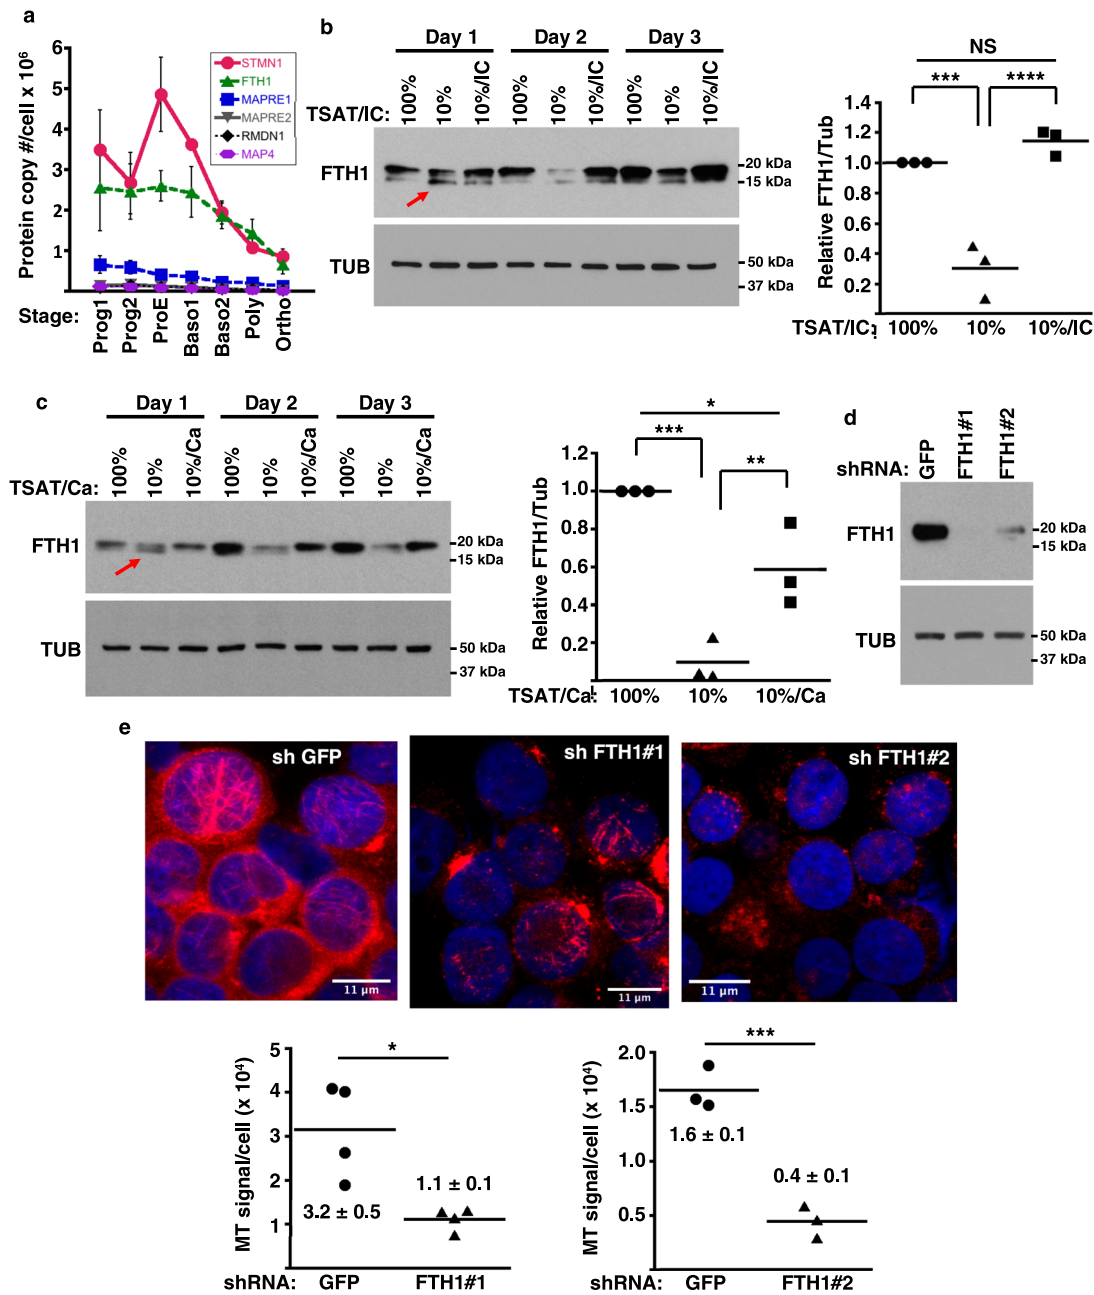 a
Protein copy #/cell x 10⁶
6
5
4
3
2
1
STMN1
FTH1
MAPRE1
MAPRE2
RMDN1
MAP4
Stage:
Prog1
Prog2
ProE
Baso1
Baso2
Poly
Ortho
b
Day 1
Day 2
Day 3
TSAT/IC:
100%
10%
10%/IC
100%
10%
10%/IC
100%
10%
10%/IC
FTH1
20 kDa
15 kDa
TUB
50 kDa
37 kDa
NS
***
****
Relative FTH1/Tub
1.4
1.2
1.0
0.8
0.6
0.4
0.2
TSAT/IC:
100%
10%
10%/IC
c
Day 1
Day 2
Day 3
TSAT/Ca:
100%
10%
10%/Ca
100%
10%
10%/Ca
100%
10%
10%/Ca
FTH1
20 kDa
15 kDa
TUB
50 kDa
37 kDa
*
***
**
Relative FTH1/Tub
1.2
1.0
0.8
0.6
0.4
0.2
TSAT/Ca:
100%
10%
10%/Ca
d
shRNA:
GFP
FTH1#1
FTH1#2
FTH1
20 kDa
15 kDa
TUB
50 kDa
37 kDa
e
sh GFP
11 µm
sh FTH1#1
11 µm
sh FTH1#2
11 µm
MT signal/cell (x 10⁴)
5
4
3
2
1
*
3.2 ± 0.5
1.1 ± 0.1
shRNA:
GFP
FTH1#1
MT signal/cell (x 10⁴)
2.0
1.5
1.0
0.5
***
1.6 ± 0.1
0.4 ± 0.1
shRNA:
GFP
FTH1#2